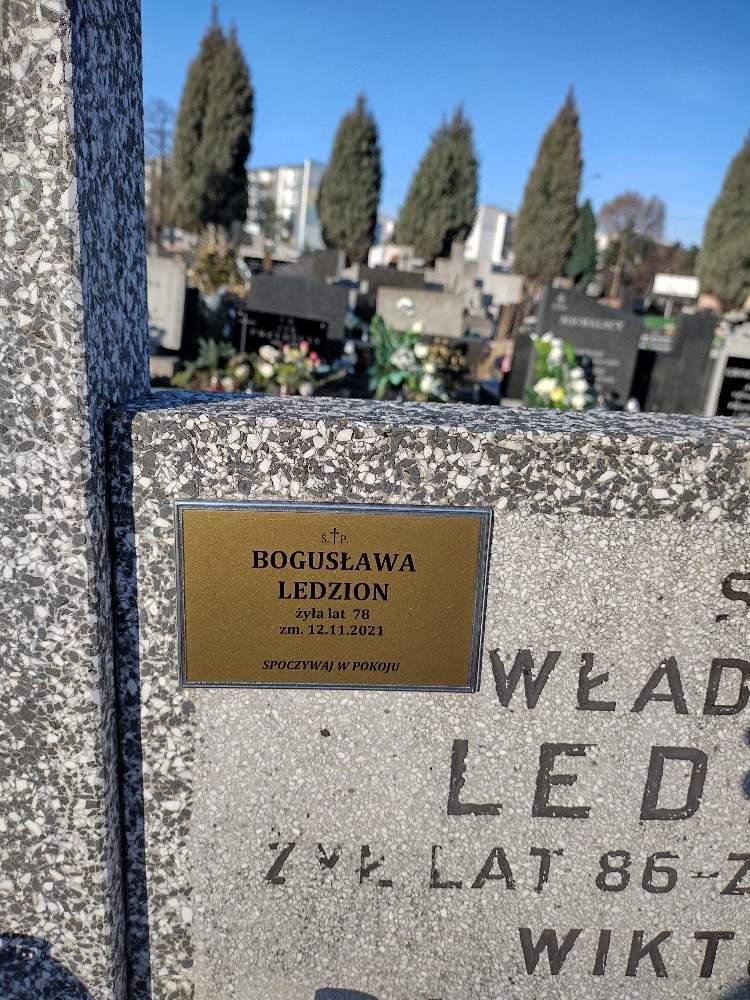 Ś.†P.
BOGUSŁAWA
LEDZION
żyła lat 78
zm. 12.11.2021
SPOCZYWAJ W POKOJU
WŁAD
LED
ŻYŁ LAT 86-Z
WIKT